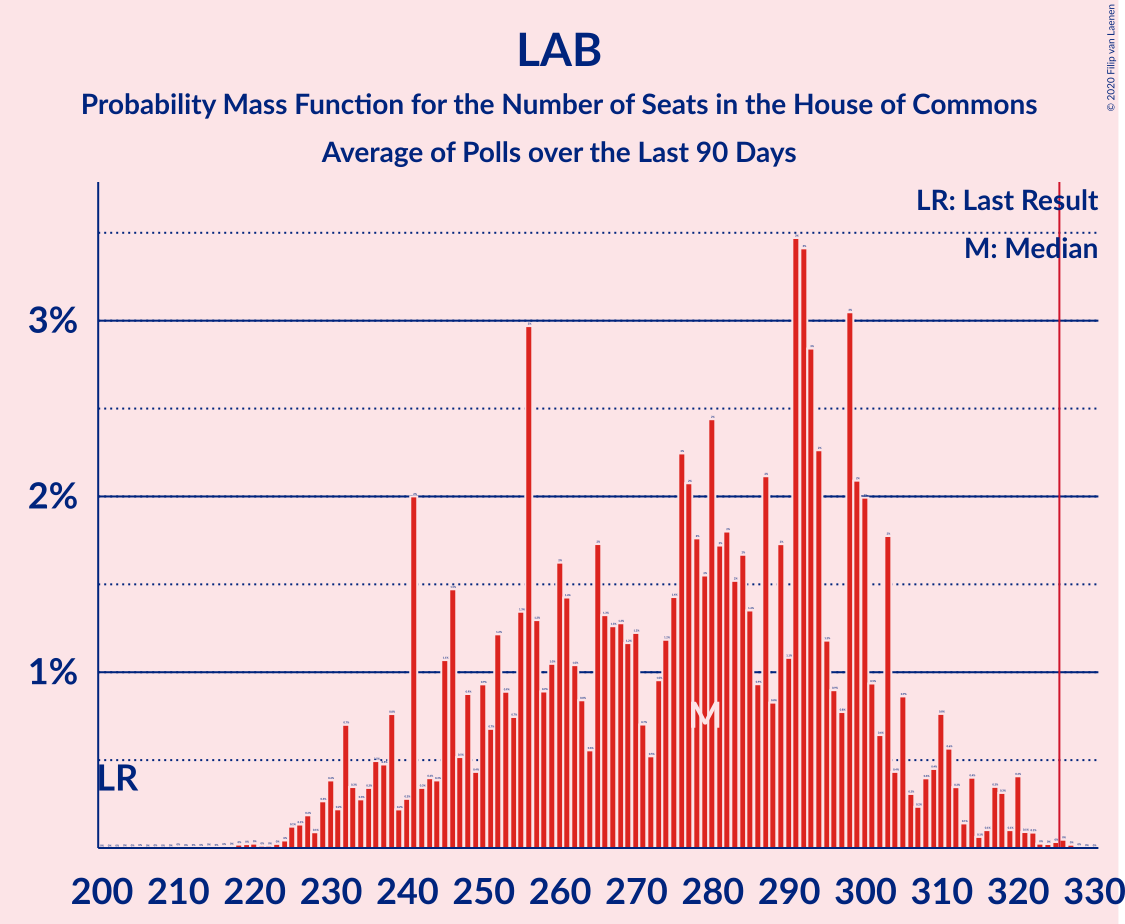 LAB
Probability Mass Function for the Number of Seats in the House of Commons
Average of Polls over the Last 90 Days
© 2020 Filip van Laenen
LR: Last Result
M: Median
3%
2%
1%
LR
M
200 210 220 230 240 250 260 270 280 290 300 310 320 330